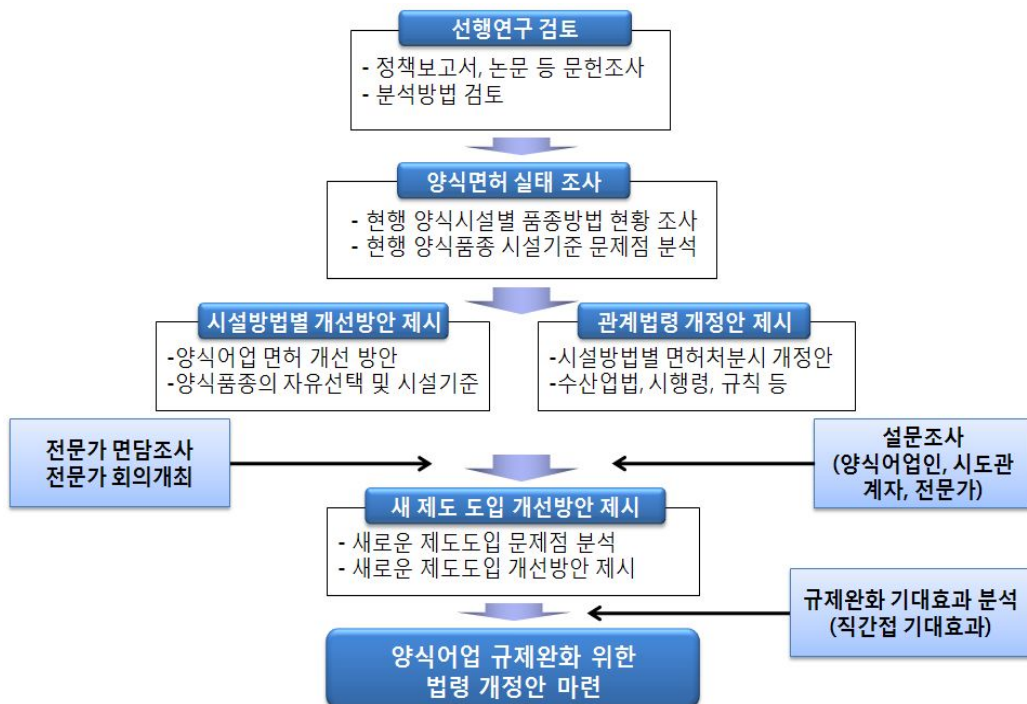 선행연구 검토
- 정책보고서, 논문 등 문헌조사
- 분석방법 검토
양식면허 실태 조사
- 현행 양식시설별 품종방법 현황 조사
- 현행 양식품종 시설기준 문제점 분석
시설방법별 개선방안 제시
-양식어업 면허 개선 방안
-양식품종의 자유선택 및 시설기준
관계법령 개정안 제시
-시설방법별 면허처분시 개정안
-수산업법, 시행령, 규칙 등
전문가 면담조사
전문가 회의개최
설문조사
(양식어업인, 시도관
계자, 전문가)
새 제도 도입 개선방안 제시
- 새로운 제도도입 문제점 분석
- 새로운 제도도입 개선방안 제시
규제완화 기대효과 분석
(직간접 기대효과)
양식어업 규제완화 위한
법령 개정안 마련